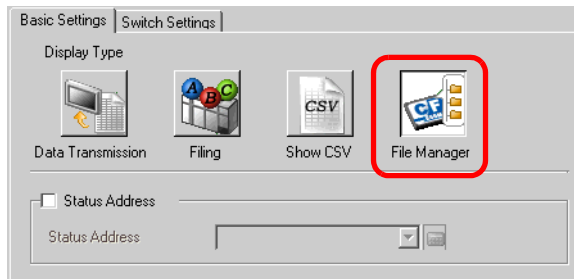 Basic Settings Switch Settings
Display Type
A B C CSV CF
Data Transmission Filing Show CSV File Manager
Status Address
Status Address